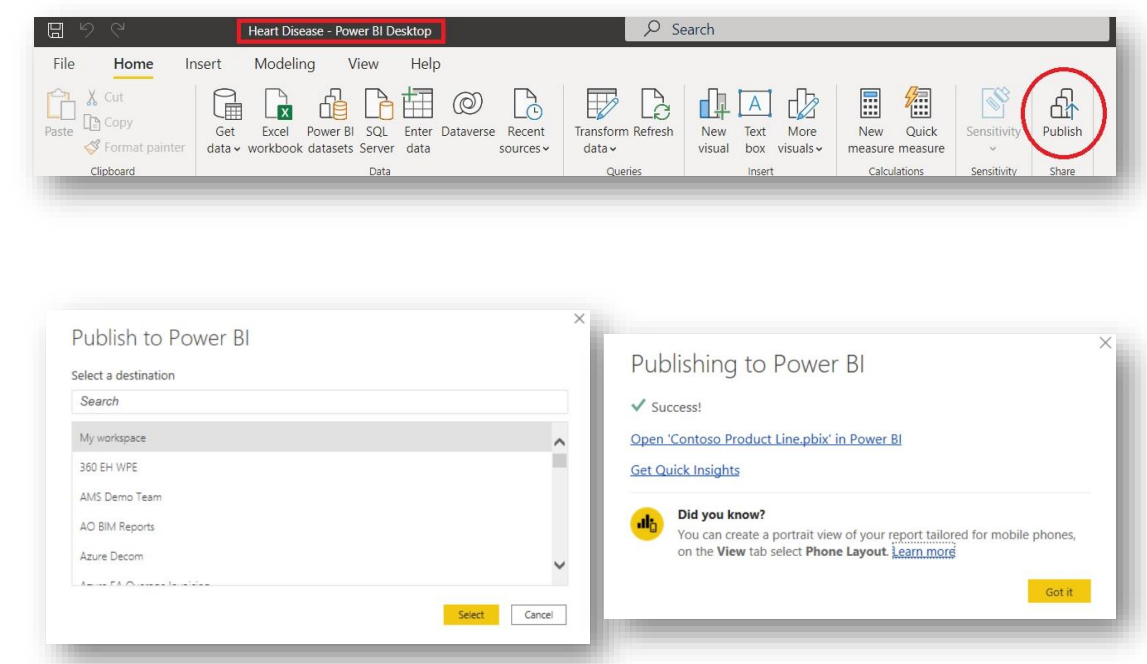 Heart Disease - Power BI Desktop
Search
File Home Insert Modeling View Help
Paste
Cut
Copy
Format painter
Clipboard
Get data
Excel workbook
Power BI datasets
SQL Server
Enter data
Dataverse
Recent sources
Data
Transform data
Refresh
Queries
New visual
Text box
More visuals
Insert
New measure
Quick measure
Calculations
Sensitivity
Sensitivity
Publish
Share
Publish to Power BI
Select a destination
Search
My workspace
360 EH WPE
AMS Demo Team
AO BIM Reports
Azure Decom
Select
Cancel
Publishing to Power BI
Success!
Open 'Contoso Product Line.pbix' in Power BI
Get Quick Insights
Did you know?
You can create a portrait view of your report tailored for mobile phones,
on the View tab select Phone Layout. Learn more
Got it